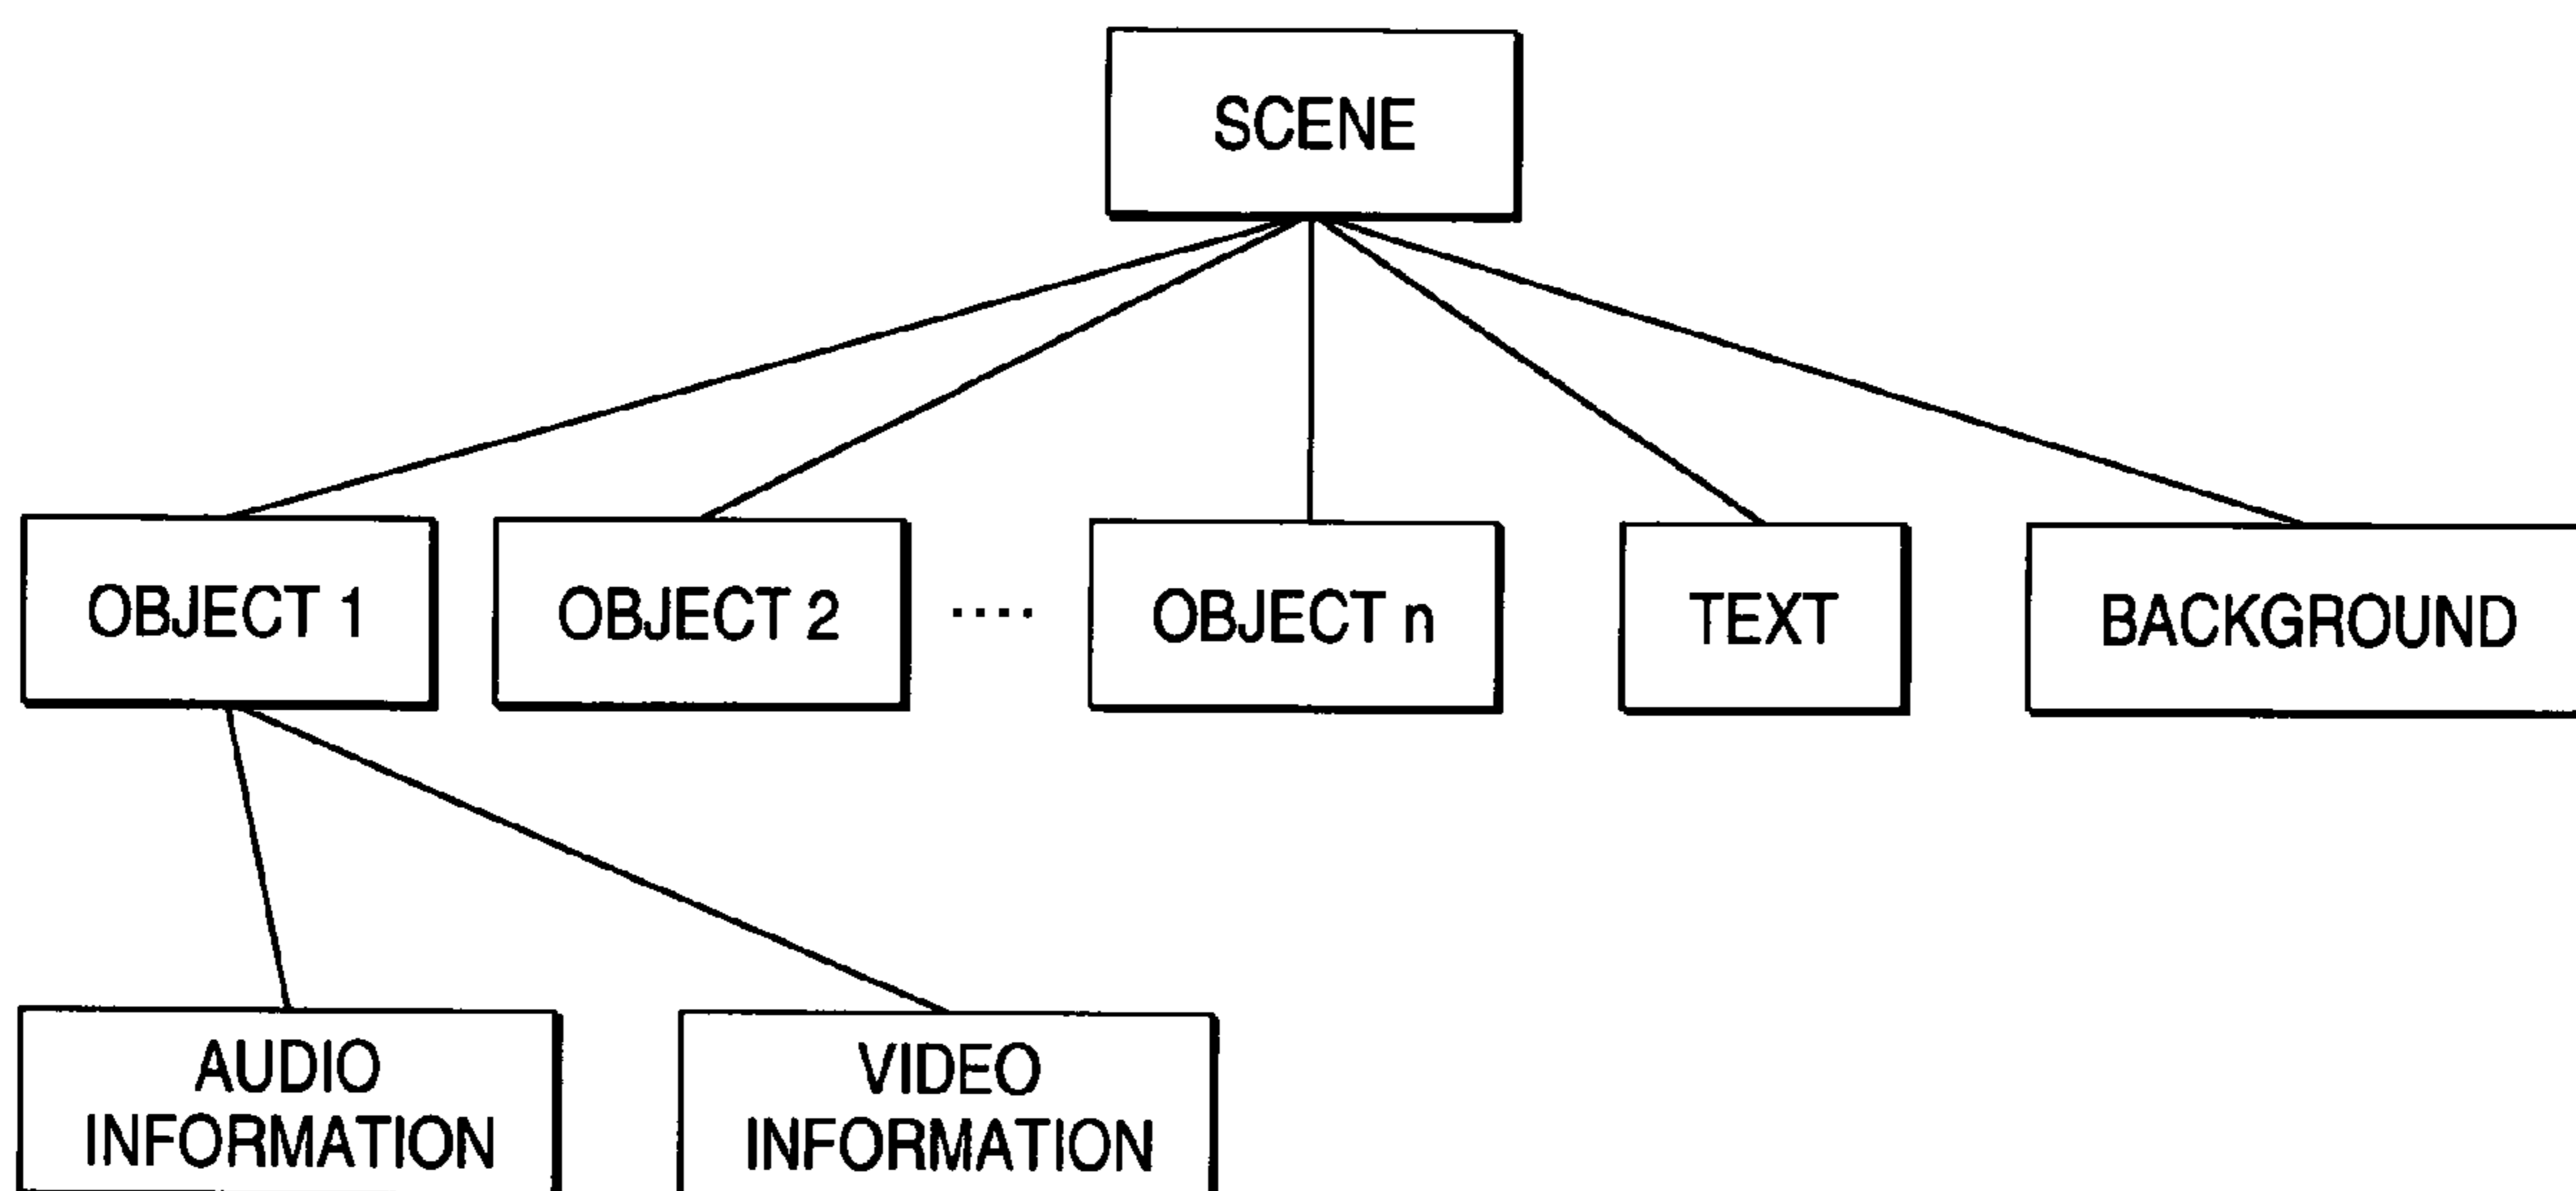 SCENE
OBJECT 1
OBJECT 2
....
OBJECT n
TEXT
BACKGROUND
AUDIO
INFORMATION
VIDEO
INFORMATION